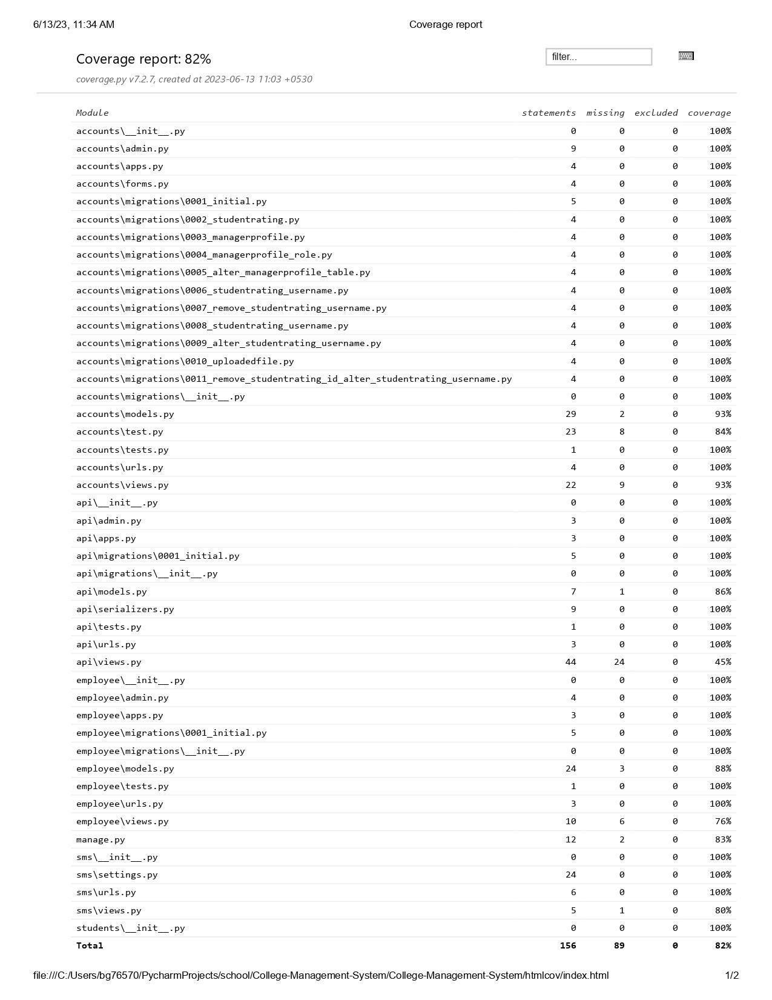 6/13/23, 11:34 AM Coverage report
Coverage report: 82% filter...
coverage.py v7.2.7, created at 2023-06-13 11:03 +0530
Module statements missing excluded coverage
accounts\__init__.py 0 0 0 100%
accounts\admin.py 9 0 0 100%
accounts\apps.py 4 0 0 100%
accounts\forms.py 4 0 0 100%
accounts\migrations\0001_initial.py 5 0 0 100%
accounts\migrations\0002_studentrating.py 4 0 0 100%
accounts\migrations\0003_managerprofile.py 4 0 0 100%
accounts\migrations\0004_managerprofile_role.py 4 0 0 100%
accounts\migrations\0005_alter_managerprofile_table.py 4 0 0 100%
accounts\migrations\0006_studentrating_username.py 4 0 0 100%
accounts\migrations\0007_remove_studentrating_username.py 4 0 0 100%
accounts\migrations\0008_studentrating_username.py 4 0 0 100%
accounts\migrations\0009_alter_studentrating_username.py 4 0 0 100%
accounts\migrations\0010_uploadedfile.py 4 0 0 100%
accounts\migrations\0011_remove_studentrating_id_alter_studentrating_username.py 4 0 0 100%
accounts\migrations\__init__.py 0 0 0 100%
accounts\models.py 29 2 0 93%
accounts\test.py 23 8 0 84%
accounts\tests.py 1 0 0 100%
accounts\urls.py 4 0 0 100%
accounts\views.py 22 9 0 93%
api\__init__.py 0 0 0 100%
api\admin.py 3 0 0 100%
api\apps.py 3 0 0 100%
api\migrations\0001_initial.py 5 0 0 100%
api\migrations\__init__.py 0 0 0 100%
api\models.py 7 1 0 86%
api\serializers.py 9 0 0 100%
api\tests.py 1 0 0 100%
api\urls.py 3 0 0 100%
api\views.py 44 24 0 45%
employee\__init__.py 0 0 0 100%
employee\admin.py 4 0 0 100%
employee\apps.py 3 0 0 100%
employee\migrations\0001_initial.py 5 0 0 100%
employee\migrations\__init__.py 0 0 0 100%
employee\models.py 24 3 0 88%
employee\tests.py 1 0 0 100%
employee\urls.py 3 0 0 100%
employee\views.py 10 6 0 76%
manage.py 12 2 0 83%
sms\__init__.py 0 0 0 100%
sms\settings.py 24 0 0 100%
sms\urls.py 6 0 0 100%
sms\views.py 5 1 0 80%
students\__init__.py 0 0 0 100%
Total 156 89 0 82%
file:///C:/Users/bg76570/PycharmProjects/school/College-Management-System/College-Management-System/htmlcov/index.html 1/2